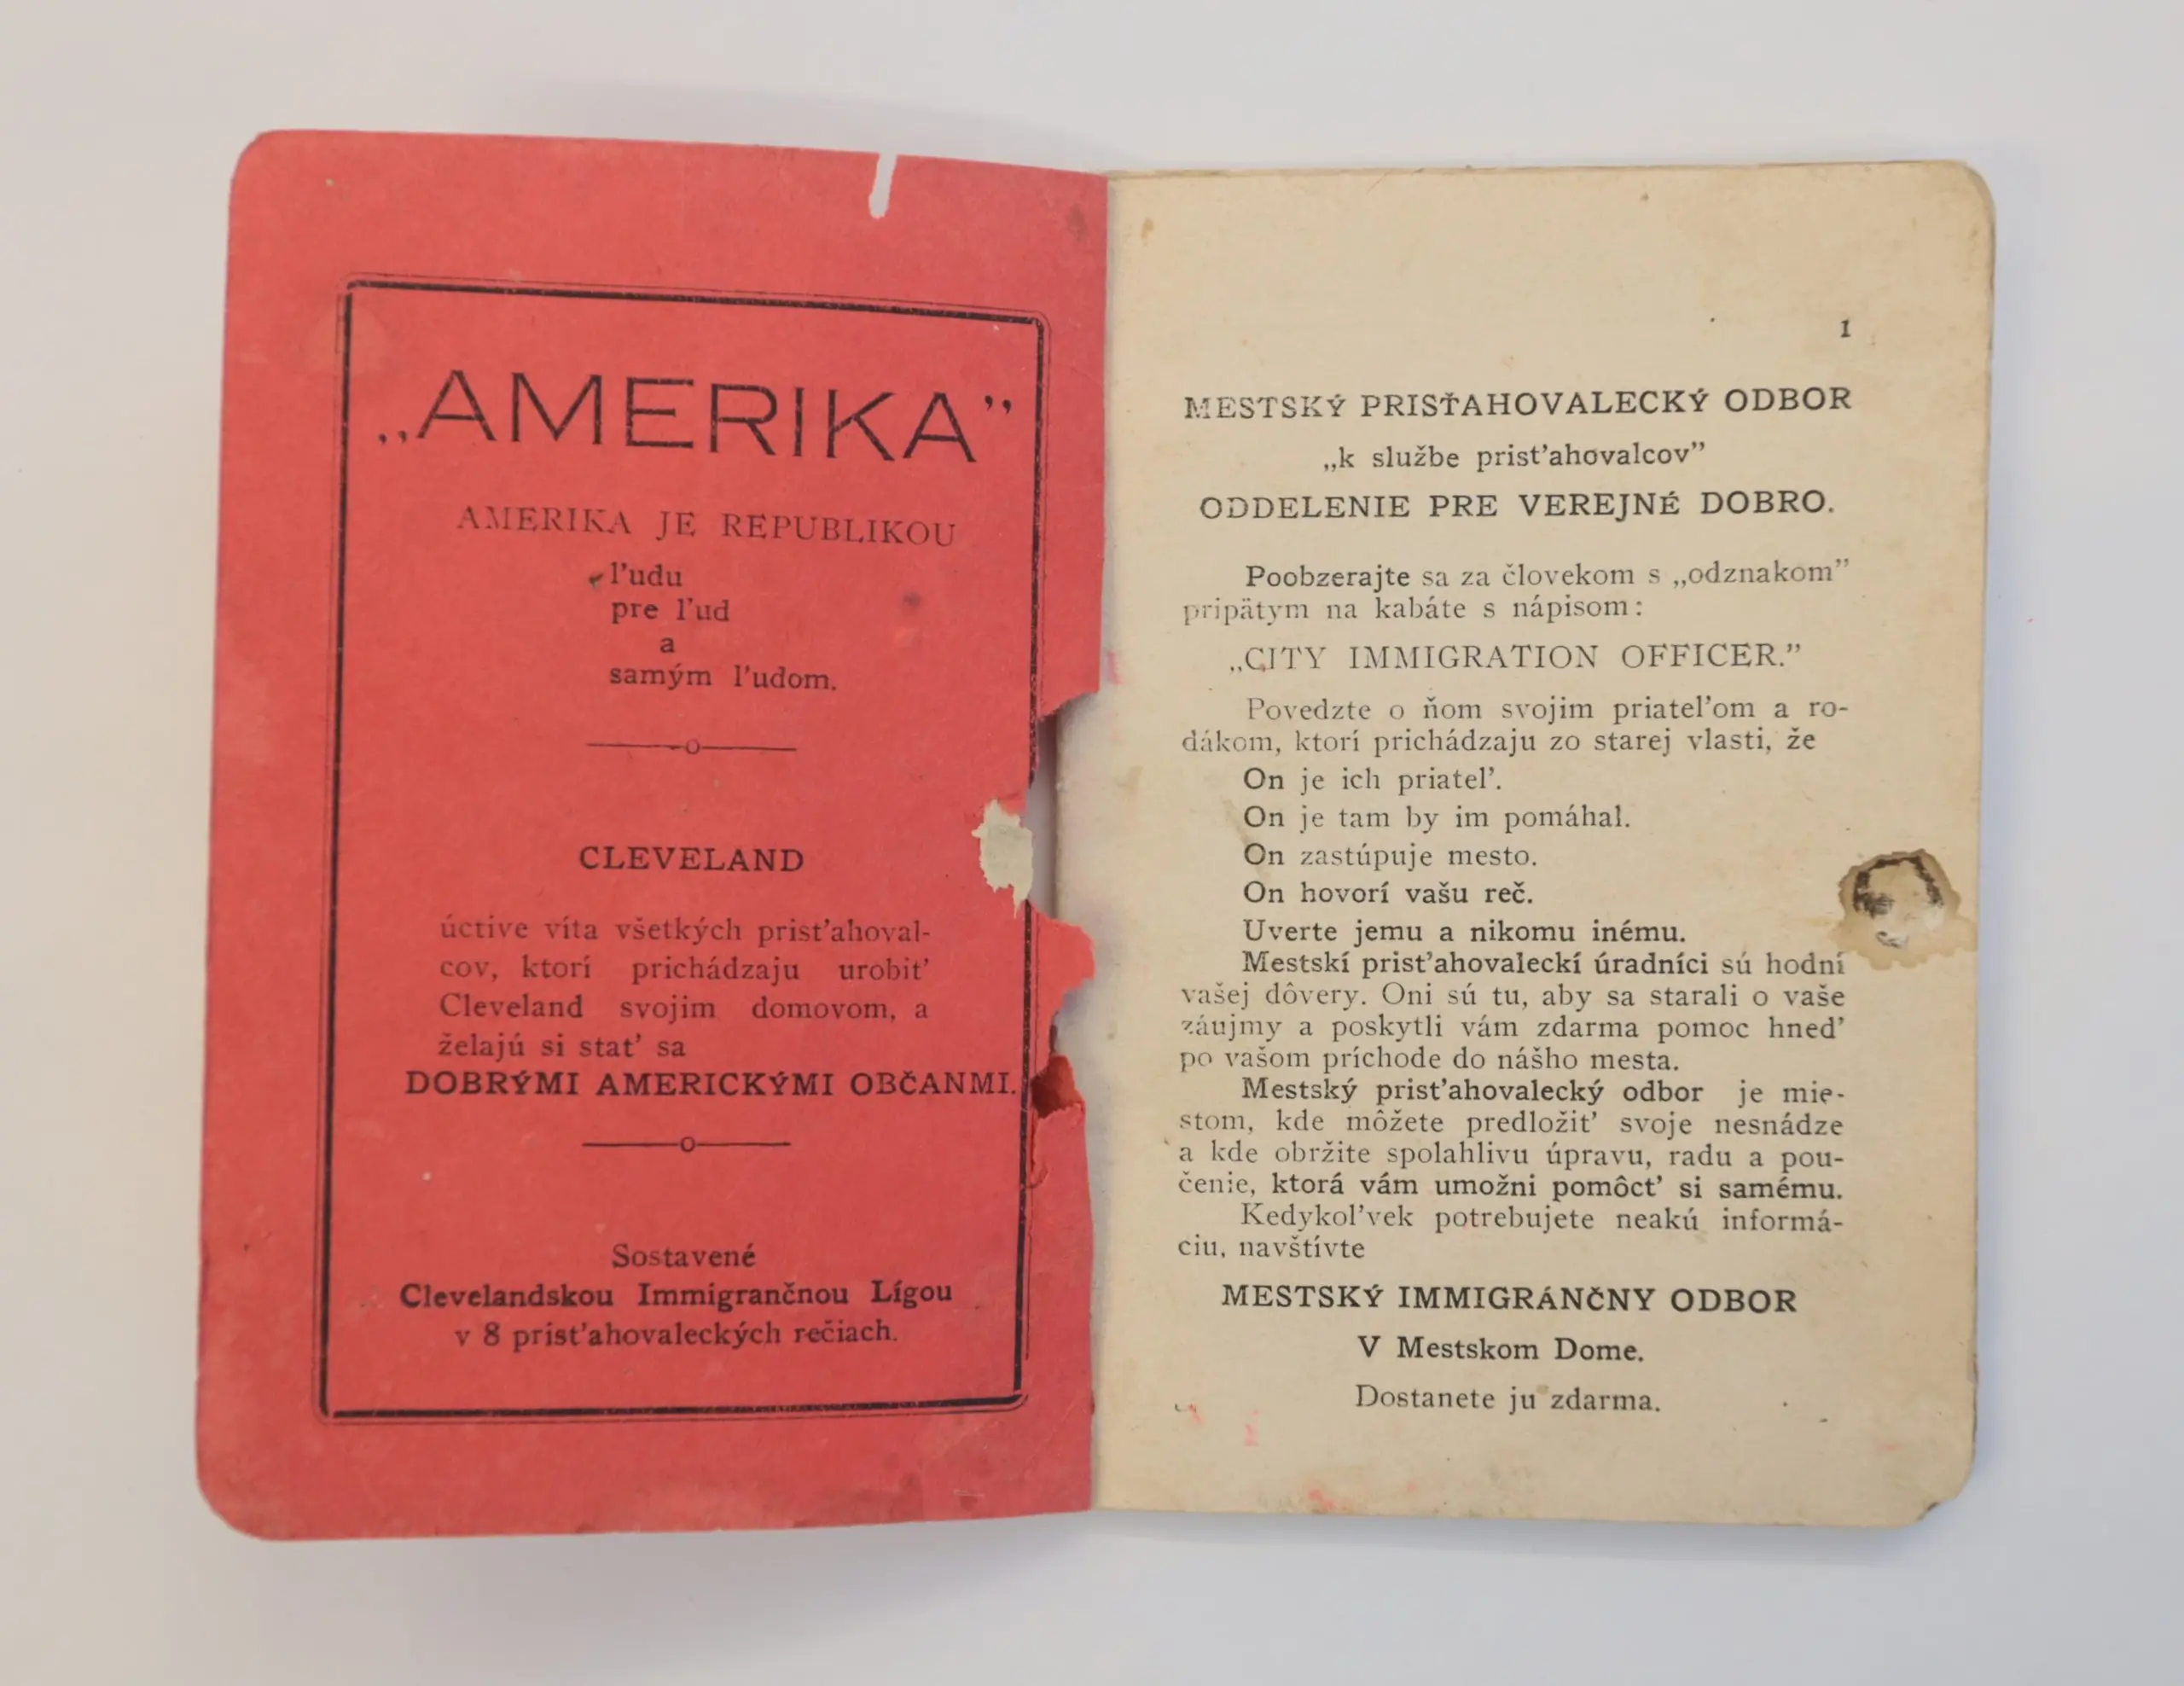 „AMERIKA”
AMERIKA JE REPUBLIKOU
l’udu
pre l’ud
a
samým l’udom.
CLEVELAND
úctive víta všetkých prist’ahoval-
cov, ktorí prichádzaju urobit’
Cleveland svojim domovom, a
želajú si stat’ sa
DOBRÝMI AMERICKÝMI OBČANMI.
Sostavené
Clevelandskou Immigrančnou Lígou
v 8 prist’ahovaleckých rečiach.
1
MESTSKÝ PRISŤAHOVALECKÝ ODBOR
„k službe prist’ahovalcov”
ODDELENIE PRE VEREJNÉ DOBRO.
Poobzerajte sa za človekom s „odznakom”
pripätym na kabáte s nápisom:
„CITY IMMIGRATION OFFICER.”
Povedzte o ňom svojim priatel’om a ro-
dákom, ktorí prichádzaju zo starej vlasti, že
On je ich priatel’.
On je tam by im pomáhal.
On zastúpuje mesto.
On hovorí vašu reč.
Uverte jemu a nikomu inému.
Mestskí prist’ahovaleckí úradníci sú hodní
vašej dôvery. Oni sú tu, aby sa starali o vaše
záujmy a poskytli vám zdarma pomoc hned’
po vašom príchode do nášho mesta.
Mestský prist’ahovalecký odbor je mie-
stom, kde môžete predložit’ svoje nesnádze
a kde obržite spolahlivu úpravu, radu a pou-
čenie, ktorá vám umožni pomôct’ si samému.
Kedykol’vek potrebujete neakú informá-
ciu, navštívte
MESTSKÝ IMMIGRÁNČNY ODBOR
V Mestskom Dome.
Dostanete ju zdarma.